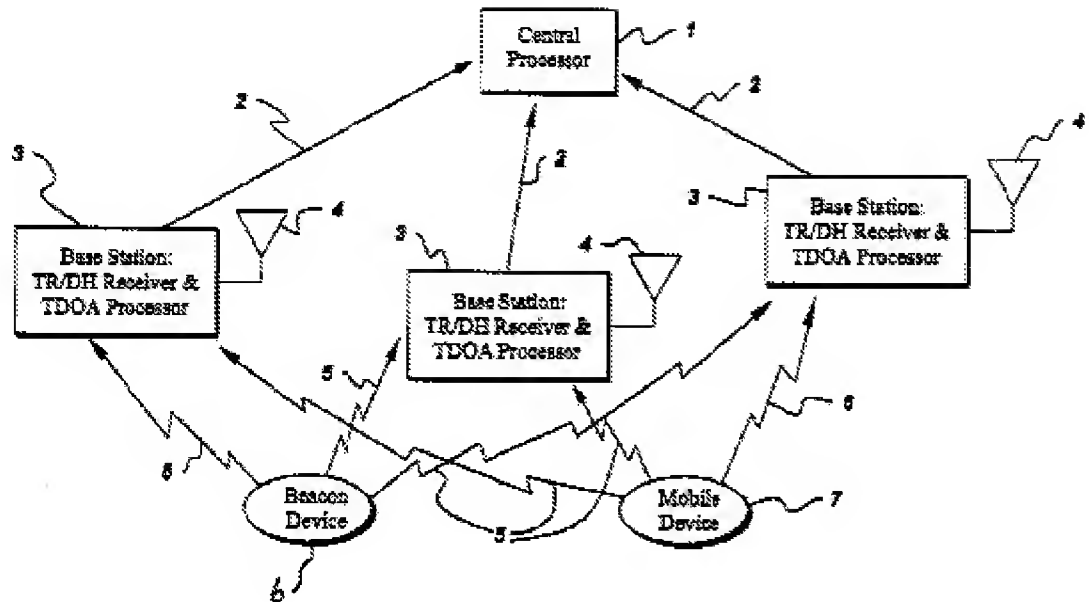 Central
Processor
1
2
2
4
3
2
3
4
Base Station:
TR/DH Receiver &
TDOA Processor
3
4
Base Station:
TR/DH Receiver &
TDOA Processor
Base Station:
TR/DH Receiver &
TDOA Processor
5
Beacon
Device
Mobile
Device
7
5
6